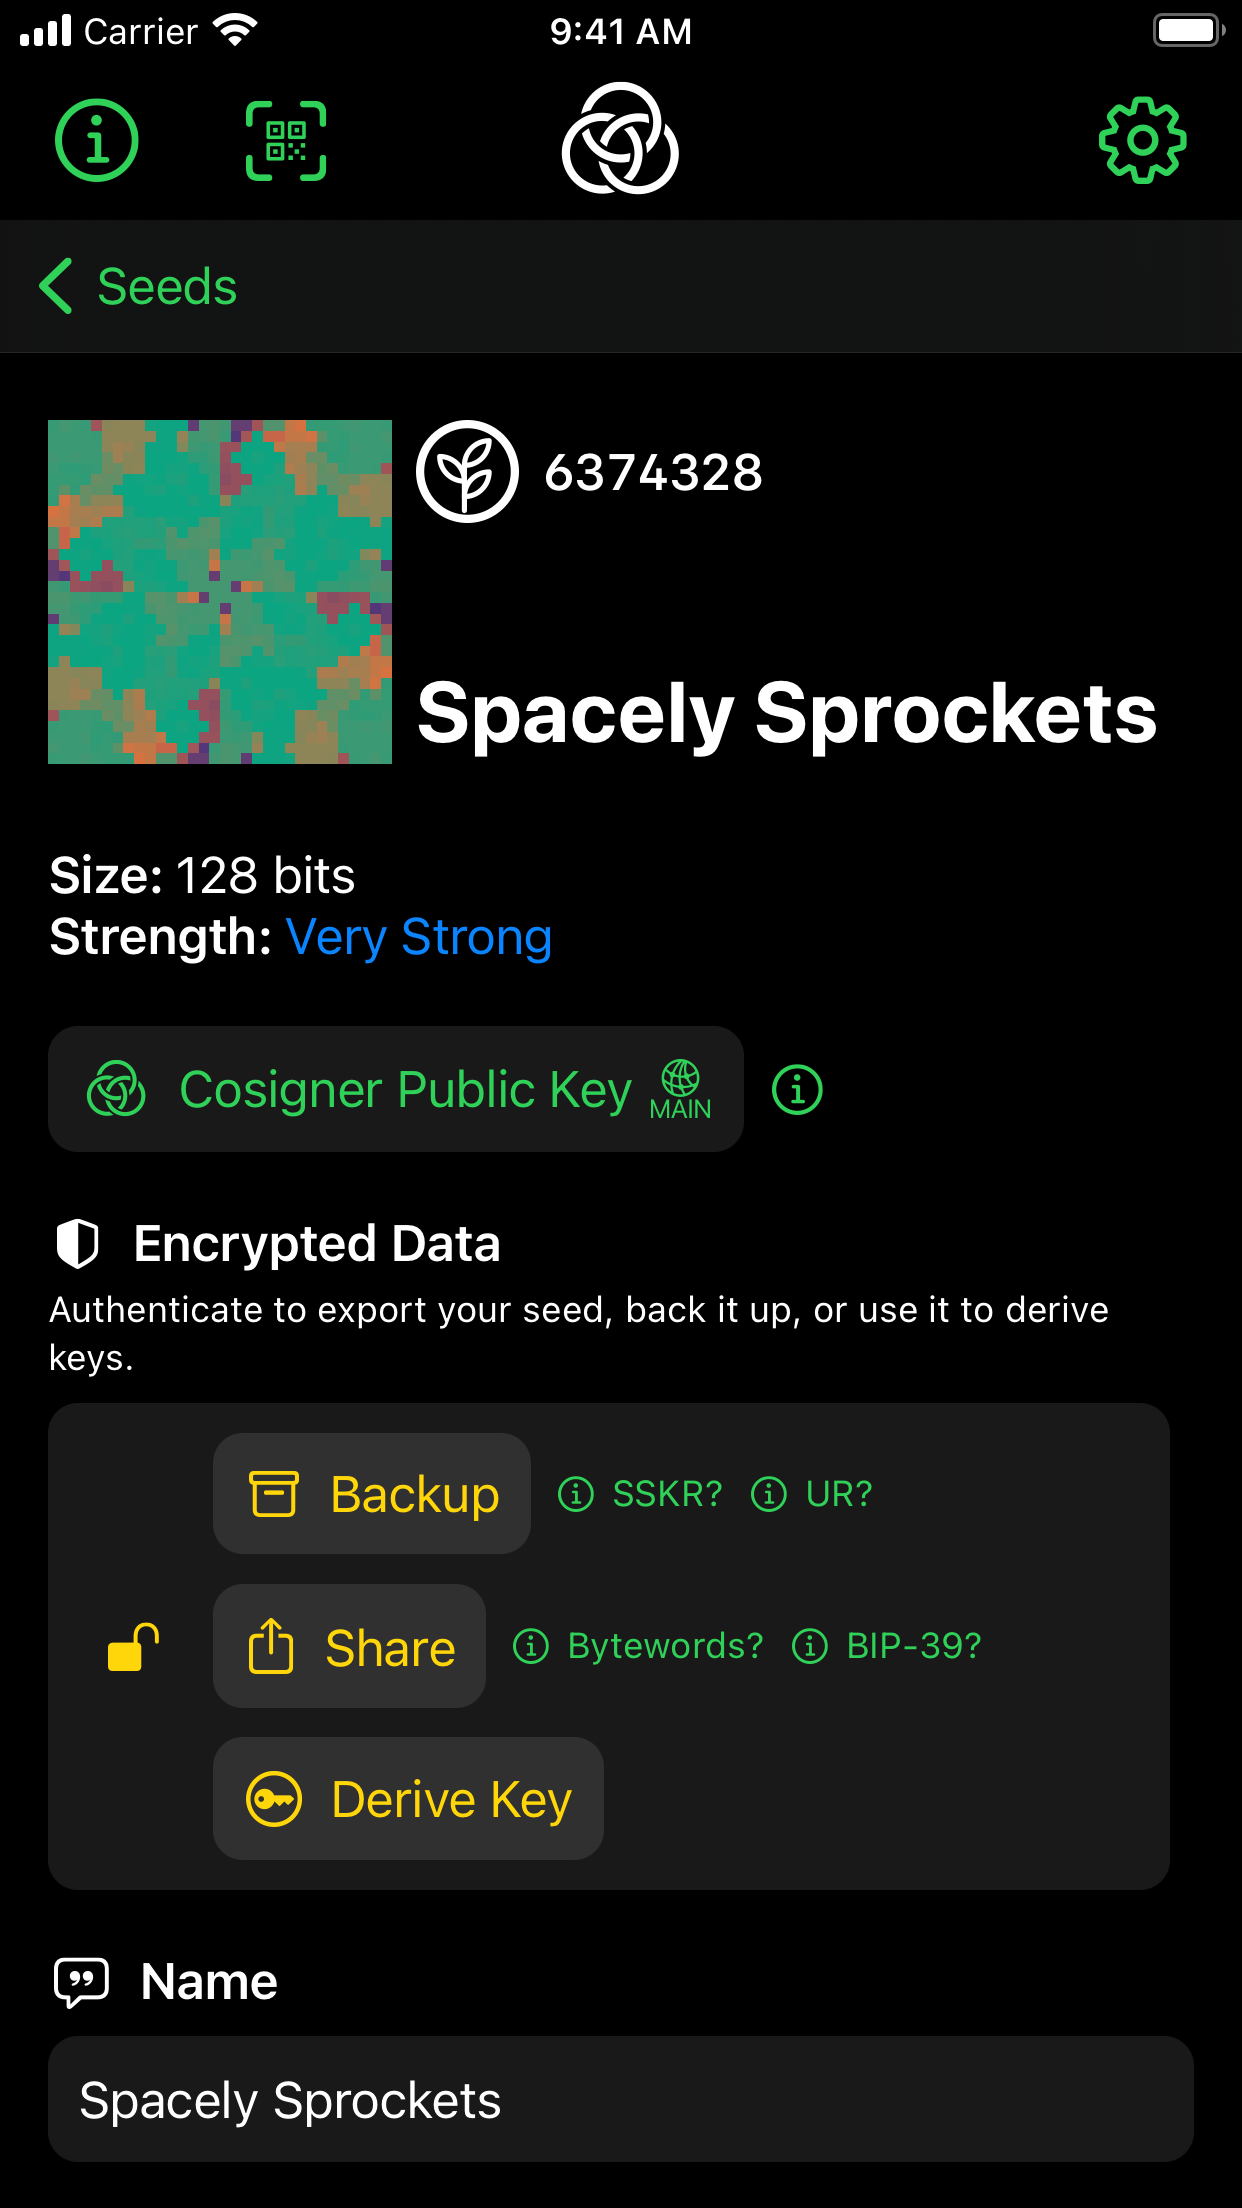 Carrier 9:41 AM
Seeds
6374328
Spacely Sprockets
Size: 128 bits
Strength: Very Strong
Cosigner Public Key MAIN
Encrypted Data
Authenticate to export your seed, back it up, or use it to derive
keys.
Backup SSKR? UR?
Share Bytewords? BIP-39?
Derive Key
Name
Spacely Sprockets